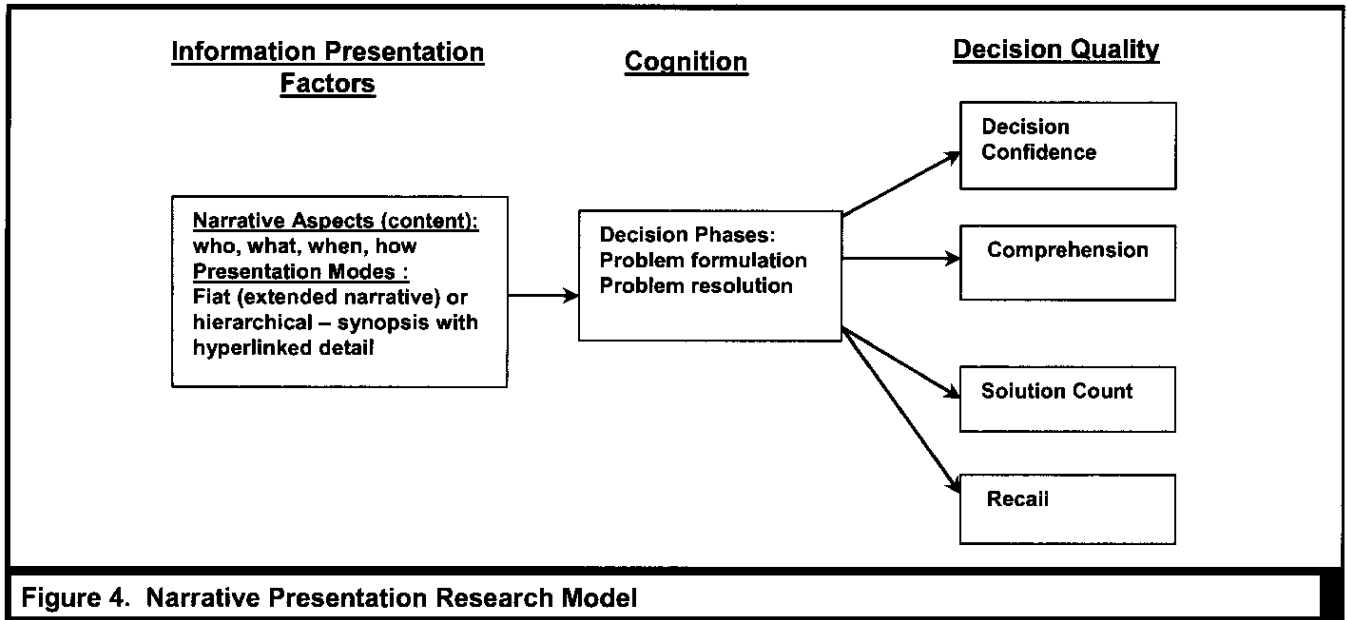 Information Presentation
Factors
Cognition
Decision Quality
Narrative Aspects (content):
who, what, when, how
Presentation Modes :
Fiat (extended narrative) or
hierarchical – synopsis with
hyperlinked detail
Decision Phases:
Problem formulation
Problem resolution
Decision
Confidence
Comprehension
Solution Count
Recaii
Figure 4. Narrative Presentation Research Model